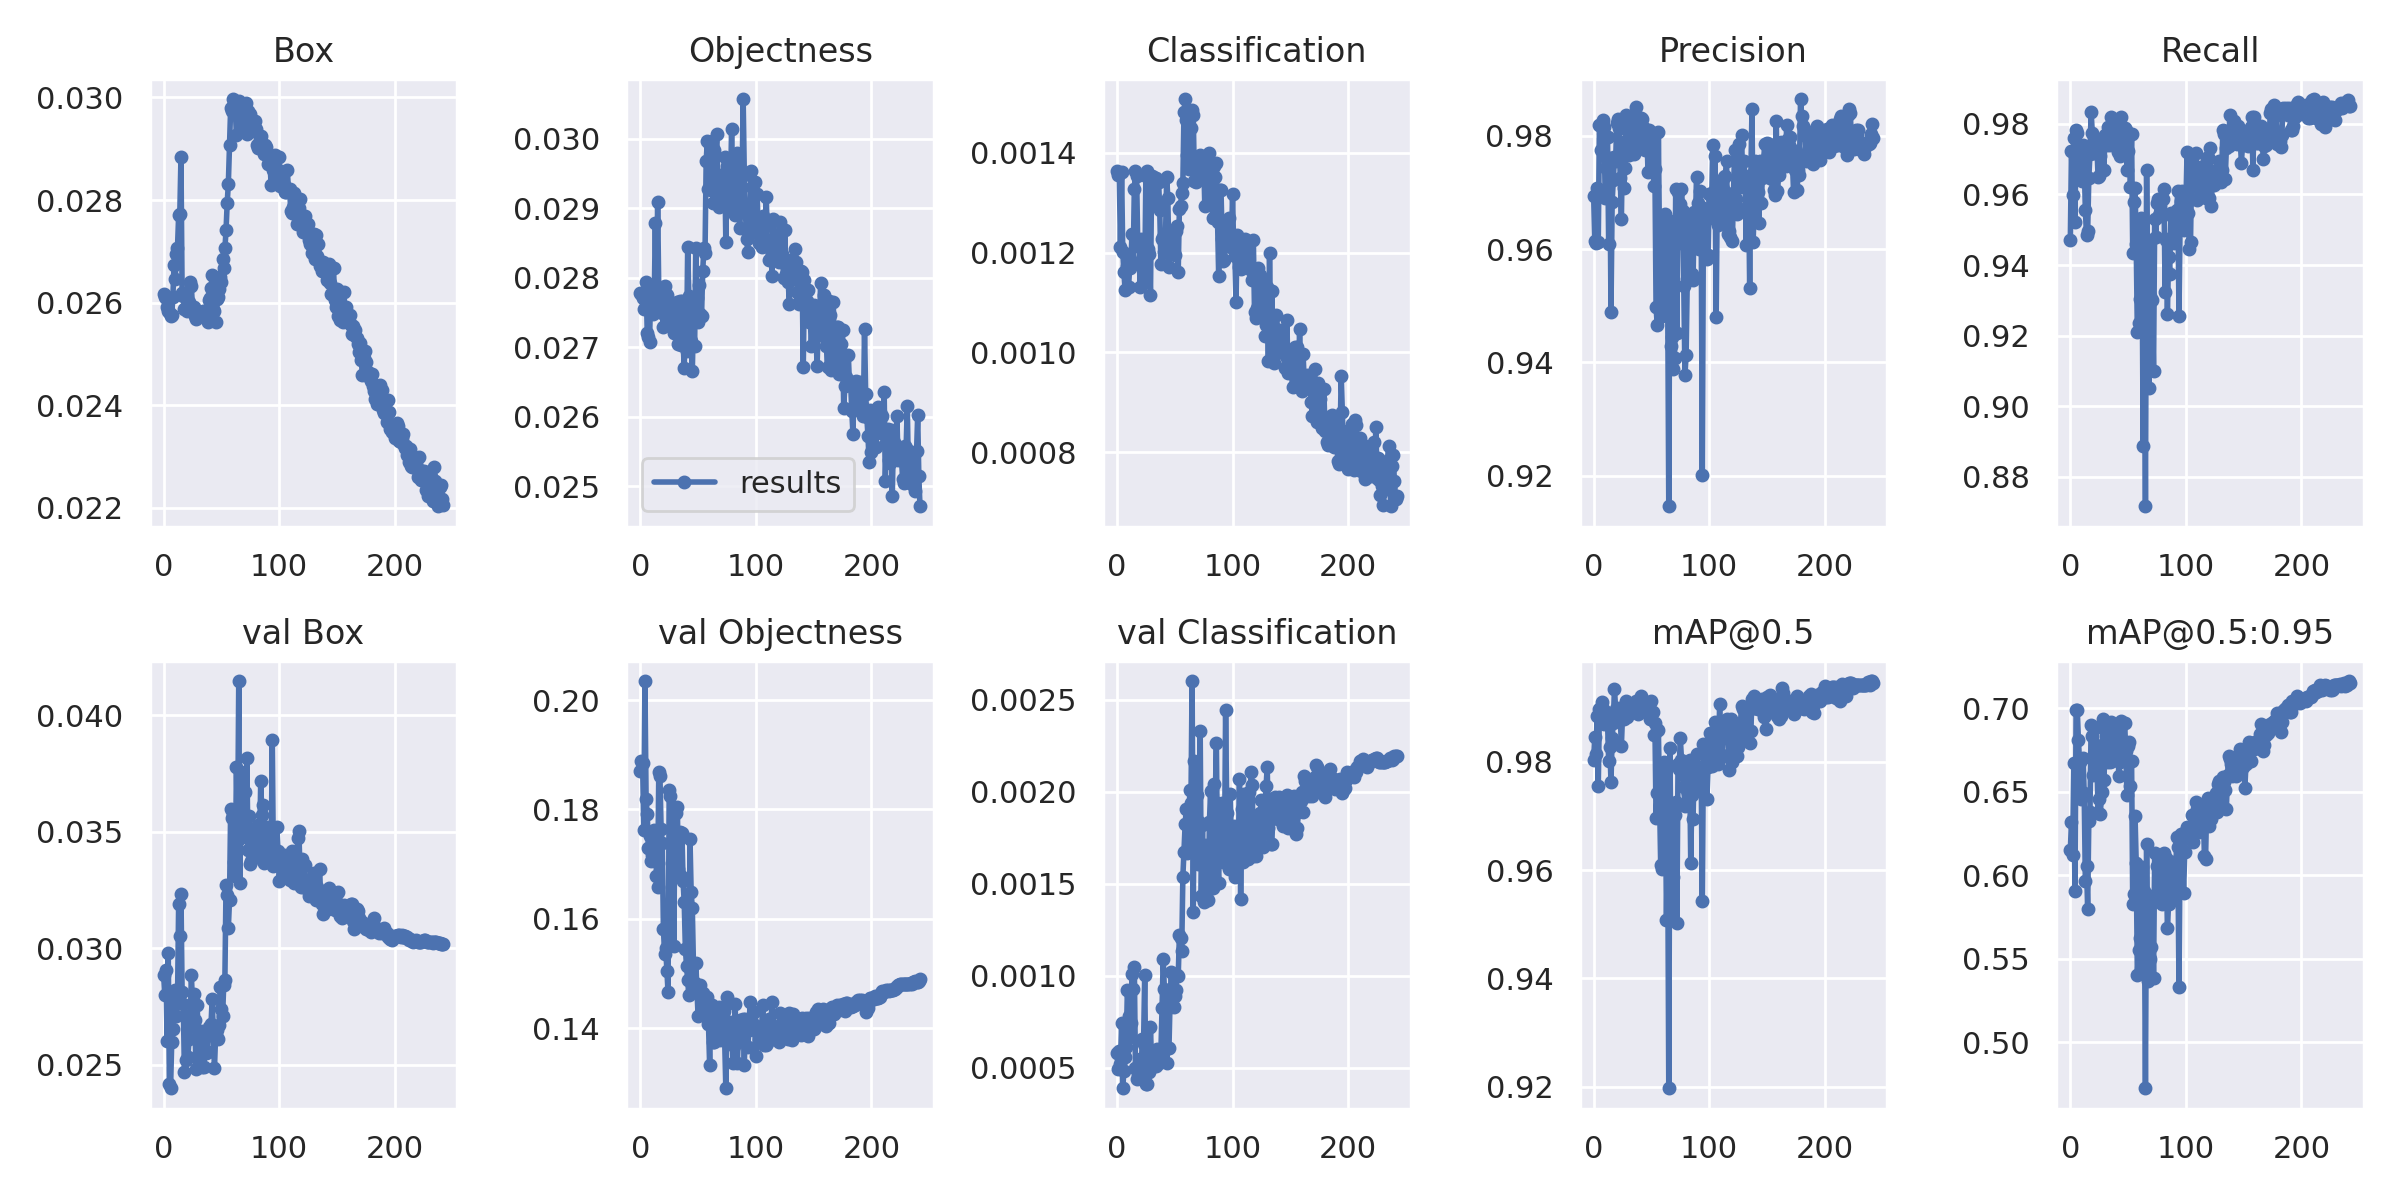 Box
Objectness
Classification
Precision
Recall
0.030
0.028
0.026
0.024
0.022
0 100 200
0.030
0.029
0.028
0.027
0.026
0.025
results
0 100 200
0.0014
0.0012
0.0010
0.0008
0 100 200
0.98
0.96
0.94
0.92
0 100 200
0.98
0.96
0.94
0.92
0.90
0.88
0 100 200
val Box
val Objectness
val Classification
mAP@0.5
mAP@0.5:0.95
0.040
0.035
0.030
0.025
0 100 200
0.20
0.18
0.16
0.14
0 100 200
0.0025
0.0020
0.0015
0.0010
0.0005
0 100 200
0.98
0.96
0.94
0.92
0 100 200
0.70
0.65
0.60
0.55
0.50
0 100 200